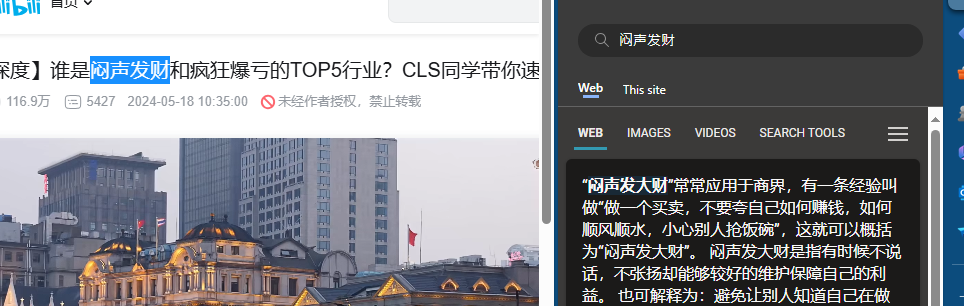 bilibili
首页
深度】谁是闷声发财和疯狂爆亏的TOP5行业？CLS同学带你速
116.9万 5427 2024-05-18 10:35:00 未经作者授权，禁止转载
闷声发财
Web This site
WEB IMAGES VIDEOS SEARCH TOOLS
“闷声发大财”常常应用于商界，有一条经验叫
做“做一个买卖，不要夸自己如何赚钱，如何
顺风顺水，小心别人抢饭碗”，这就可以概括
为“闷声发大财”。 闷声发大财是指有时候不说
话，不张扬却能够较好的维护保障自己的利
益。 也可解释为：避免让别人知道自己在做